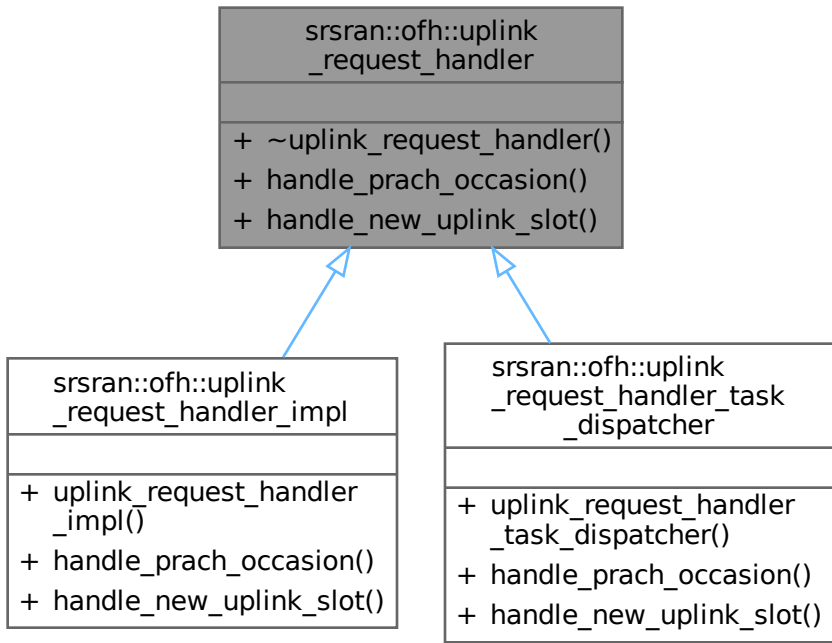 srsran::ofh::uplink
_request_handler
+ ~uplink_request_handler()
+ handle_prach_occasion()
+ handle_new_uplink_slot()
srsran::ofh::uplink
_request_handler_impl
+ uplink_request_handler
_impl()
+ handle_prach_occasion()
+ handle_new_uplink_slot()
srsran::ofh::uplink
_request_handler_task
_dispatcher
+ uplink_request_handler
_task_dispatcher()
+ handle_prach_occasion()
+ handle_new_uplink_slot()